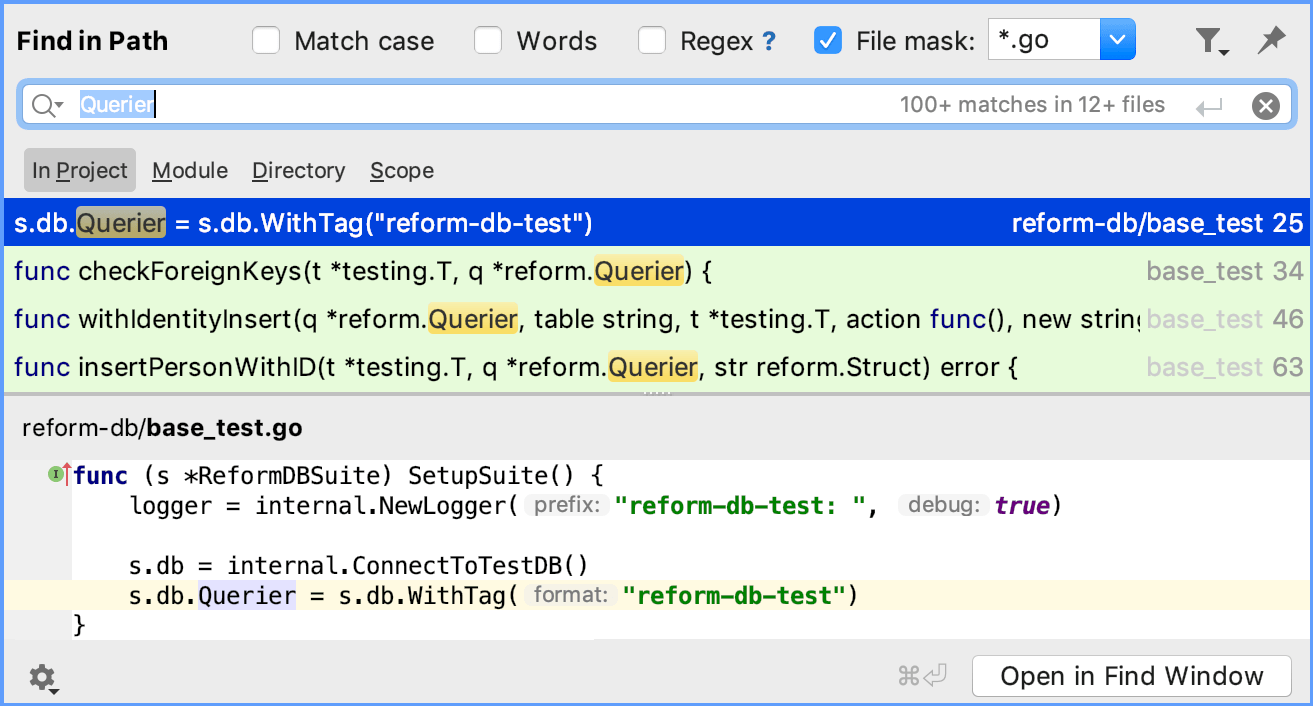 Find in Path Match case Words Regex ? File mask: *.go
Querier 100+ matches in 12+ files
In Project Module Directory Scope
s.db.Querier = s.db.WithTag("reform-db-test") reform-db/base_test 25
func checkForeignKeys(t *testing.T, q *reform.Querier) { base_test 34
func withIdentityInsert(q *reform.Querier, table string, t *testing.T, action func(), new string base_test 46
func insertPersonWithID(t *testing.T, q *reform.Querier, str reform.Struct) error { base_test 63
reform-db/base_test.go
func (s *ReformDBSuite) SetupSuite() {
logger = internal.NewLogger( prefix: "reform-db-test: ", debug: true)
s.db = internal.ConnectToTestDB()
s.db.Querier = s.db.WithTag( format: "reform-db-test")
}
⌘⏎ Open in Find Window